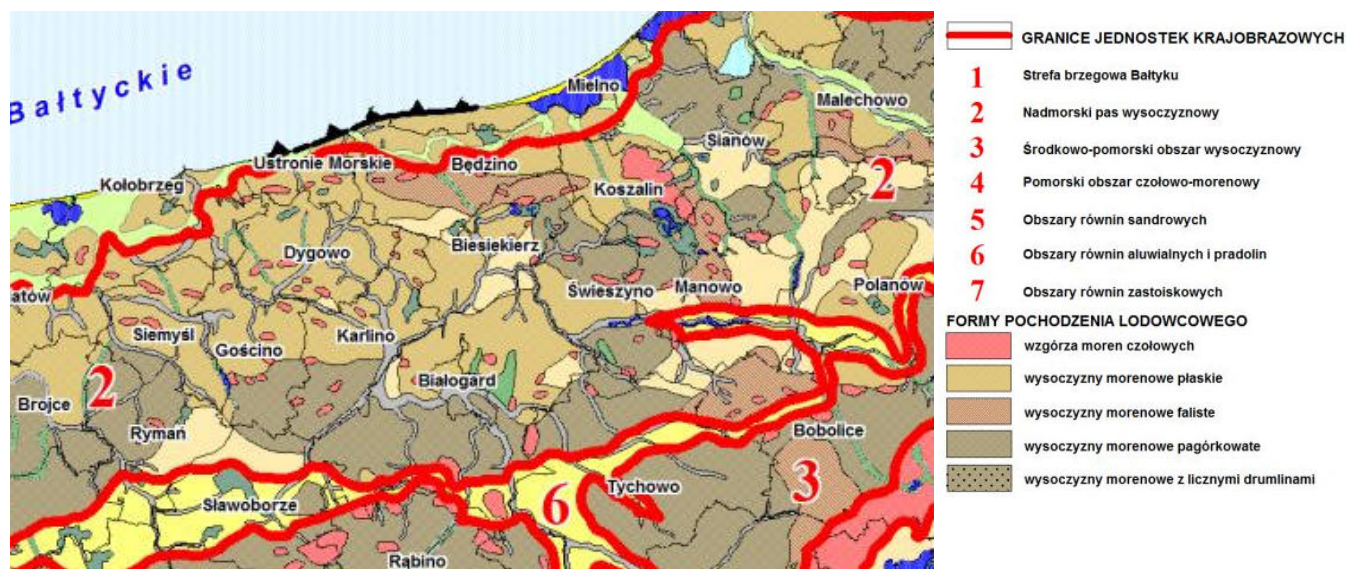 Bałtyckie
Mielno
Malechowo
Sianów
2
Ustronie Morskie
Będzino
Kołobrzeg
Koszalin
Biesiekierz
Dygowo
Manowo
Świeszyno
Polanów
atów
Siemyśl
Karlino
Gościno
2
Białogard
Brojce
Rymań
Bobolice
3
Tychowo
6
Sławoborze
Rąbino
GRANICE JEDNOSTEK KRAJOBRAZOWYCH
1 Strefa brzegowa Bałtyku
2 Nadmorski pas wysoczyznowy
3 Środkowo-pomorski obszar wysoczyznowy
4 Pomorski obszar czołowo-morenowy
5 Obszary równin sandrowych
6 Obszary równin aluwialnych i pradolin
7 Obszary równin zastoiskowych
FORMY POCHODZENIA LODOWCOWEGO
wzgórza moren czołowych
wysoczyzny morenowe płaskie
wysoczyzny morenowe faliste
wysoczyzny morenowe pagórkowate
wysoczyzny morenowe z licznymi drumlinami